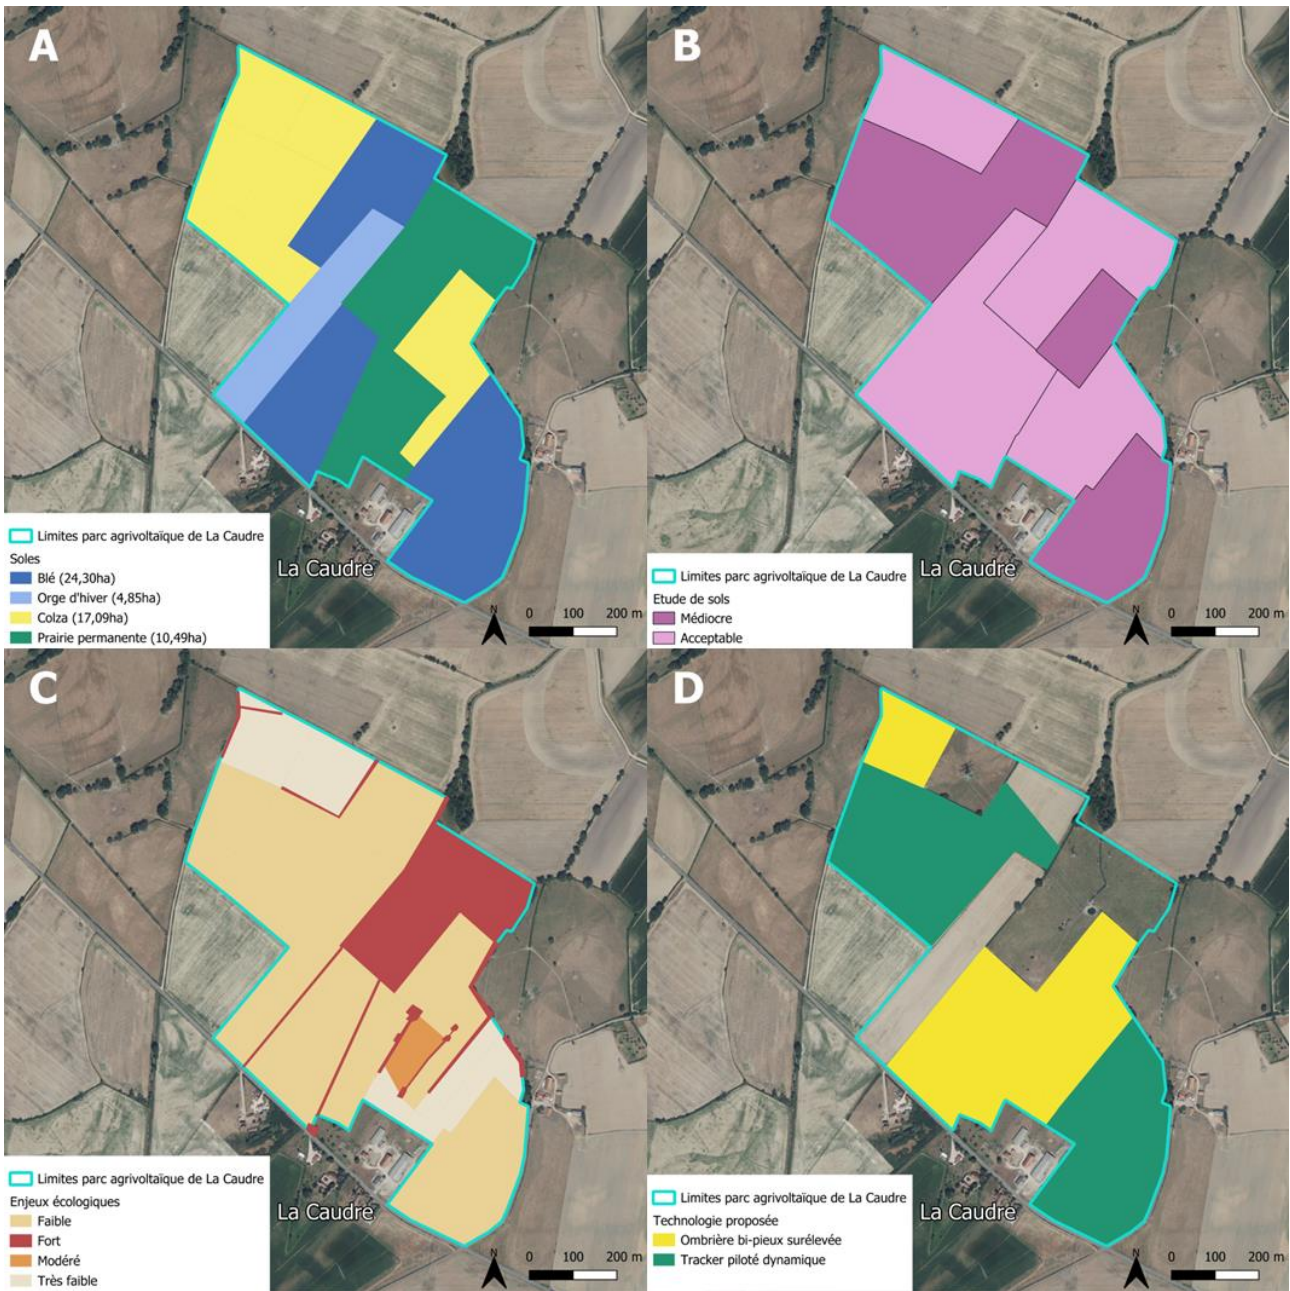 A
Limites parc agrivoltaïque de La Caudre
Soles
Blé (24,30ha)
Orge d'hiver (4,85ha)
Colza (17,09ha)
Prairie permanente (10,49ha)
La Caudre
N
0 100 200 m
B
Limites parc agrivoltaïque de La Caudre
Etude de sols
Médiocre
Acceptable
La Caudre
N
0 100 200 m
C
Limites parc agrivoltaïque de La Caudre
Enjeux écologiques
Faible
Fort
Modéré
Très faible
La Caudre
N
0 100 200 m
D
Limites parc agrivoltaïque de La Caudre
Technologie proposée
Ombrière bi-pieux surélevée
Tracker piloté dynamique
La Caudre
N
0 100 200 m